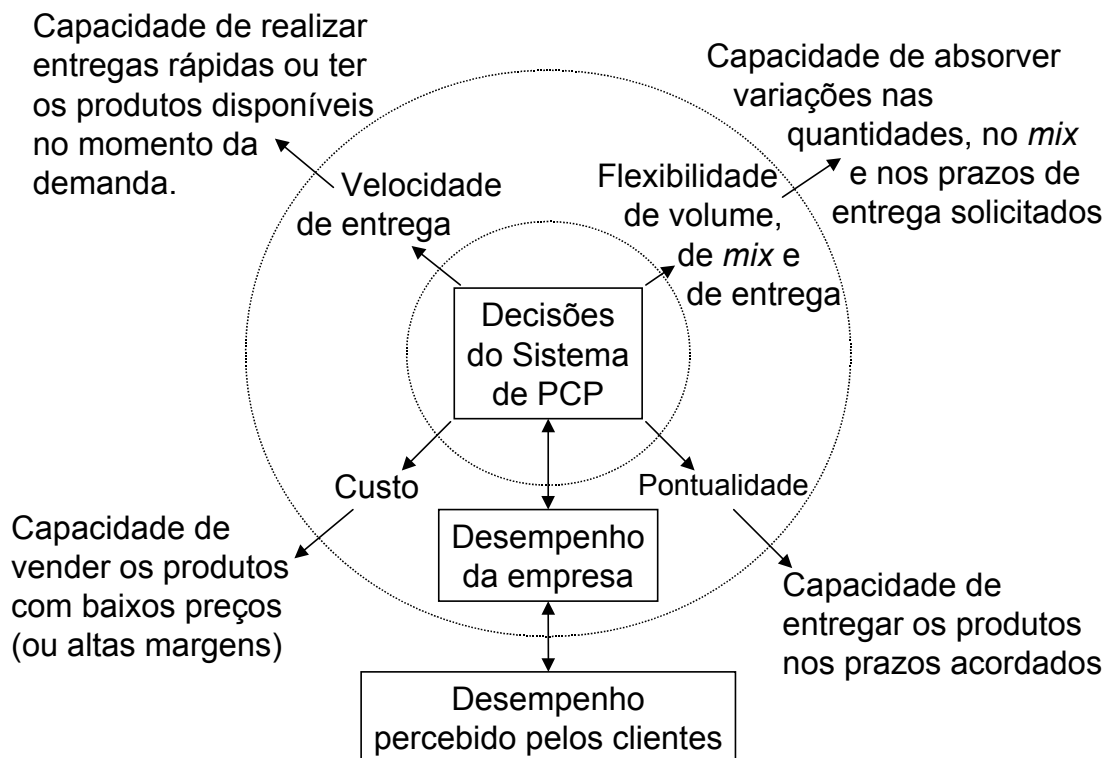 Capacidade de realizar
entregas rápidas ou ter
os produtos disponíveis
no momento da
demanda.
Capacidade de absorver
variações nas
quantidades, no mix
e nos prazos de
entrega solicitados
Velocidade
de entrega
Flexibilidade
de volume,
de mix e
de entrega
Decisões
do Sistema
de PCP
Custo
Pontualidade
Capacidade de
vender os produtos
com baixos preços
(ou altas margens)
Desempenho
da empresa
Capacidade de
entregar os produtos
nos prazos acordados
Desempenho
percebido pelos clientes